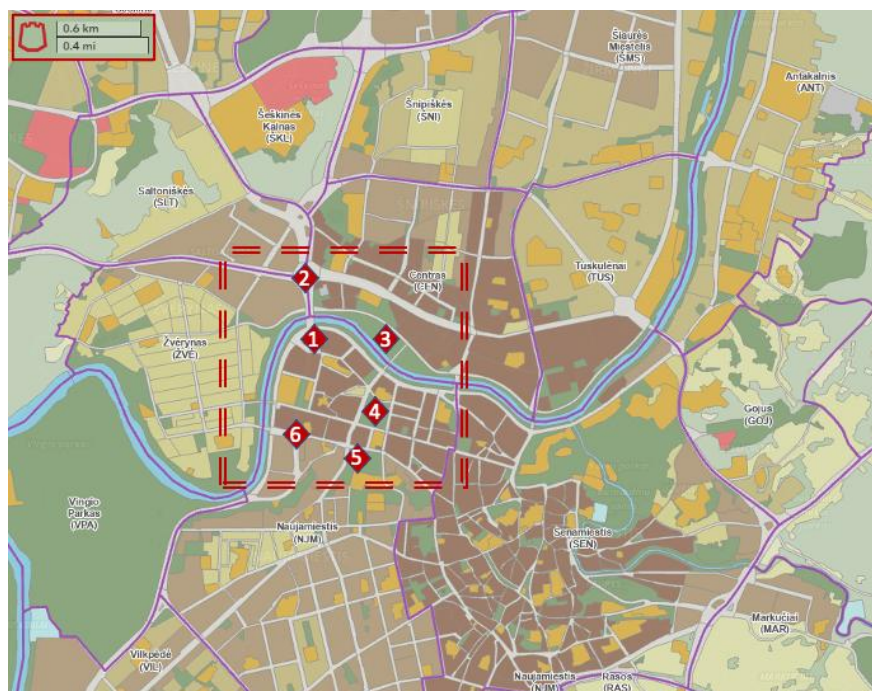 0.6 km
0.4 mi
Šiaurės
Miestelis
(ŠMS)
Antakalnis
(ANT)
Šnipiškės
(SNI)
Šeškinės
Kalnas
(ŠKL)
Saltoniškės
(SLT)
ŠNIPIŠKĖS
Centras
(CEN)
Tuskulėnai
(TUS)
2
1
3
Žvėrynas
(ŽVĖ)
4
Gojus
(GOJ)
6
5
Vingio
Parkas
(VPA)
Naujamiestis
(NJM)
Senamiestis
(SEN)
Markučiai
(MAR)
Vilkpėdė
(VIL)
Naujamiestis
(NJM)
Rasos
(RAS)